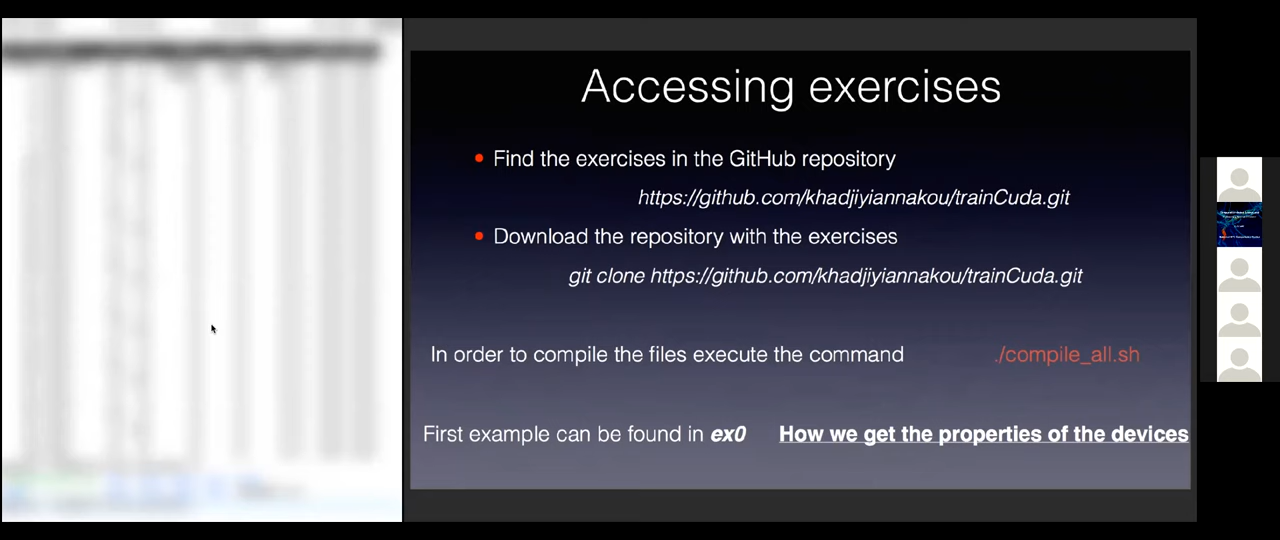 Accessing exercises
Find the exercises in the GitHub repository
https://github.com/khadjiyiannakou/trainCuda.git
Download the repository with the exercises
git clone https://github.com/khadjiyiannakou/trainCuda.git
In order to compile the files execute the command ./compile_all.sh
First example can be found in ex0 How we get the properties of the devices